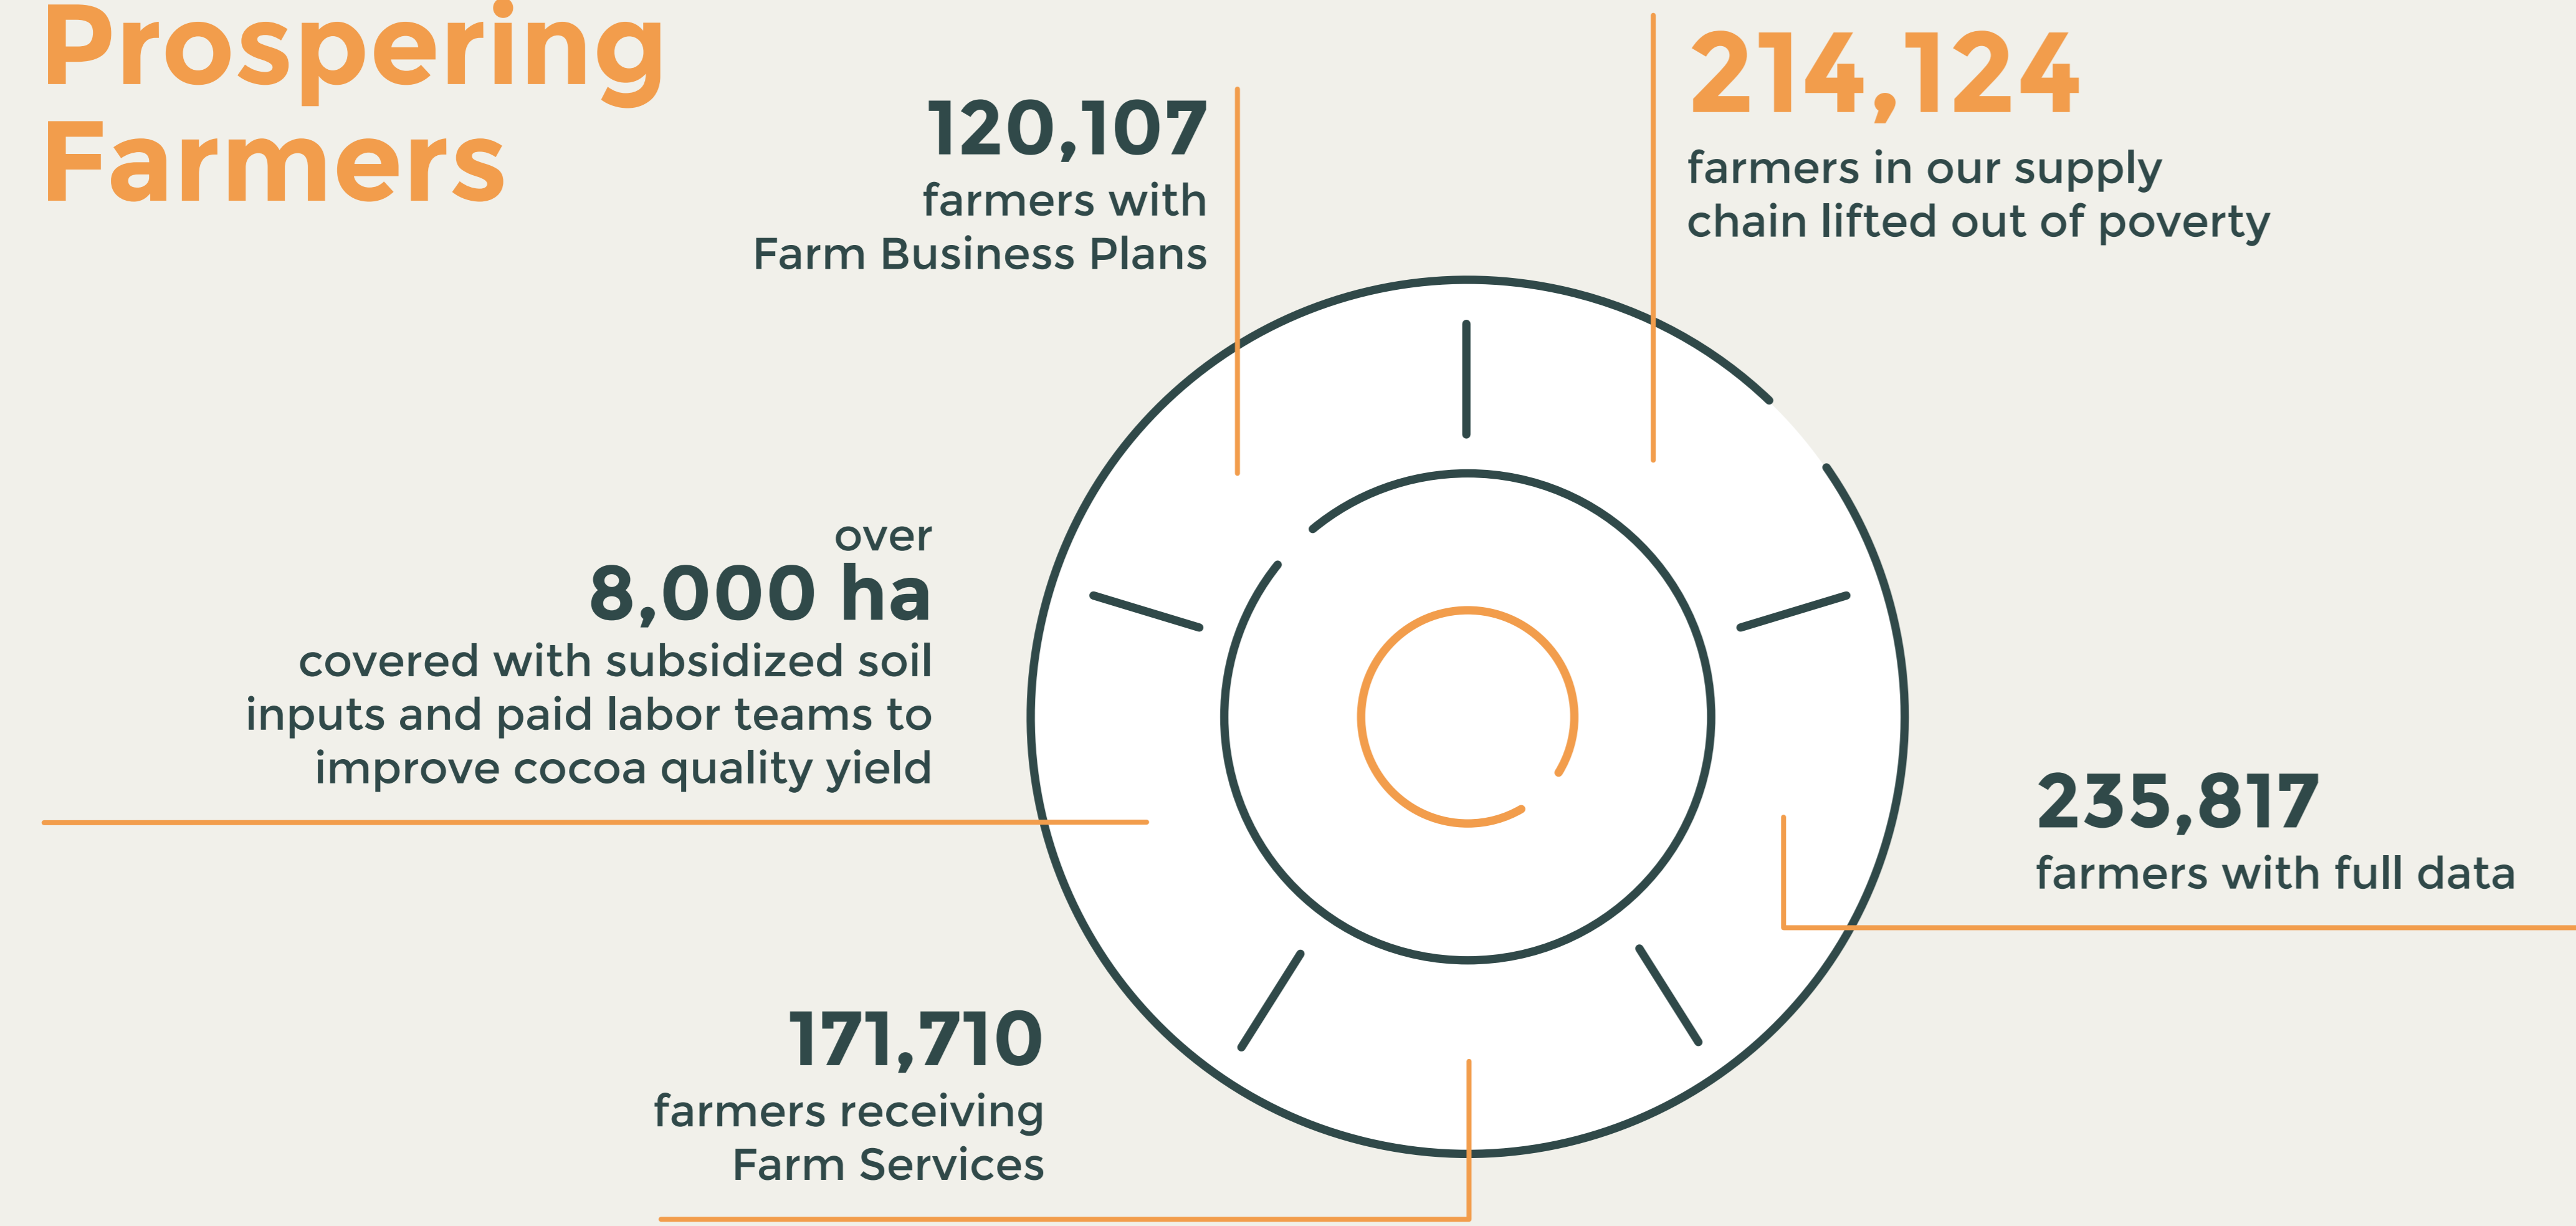 Prospering
Farmers
120,107
farmers with
Farm Business Plans
214,124
farmers in our supply
chain lifted out of poverty
over
8,000 ha
covered with subsidized soil
inputs and paid labor teams to
improve cocoa quality yield
235,817
farmers with full data
171,710
farmers receiving
Farm Services